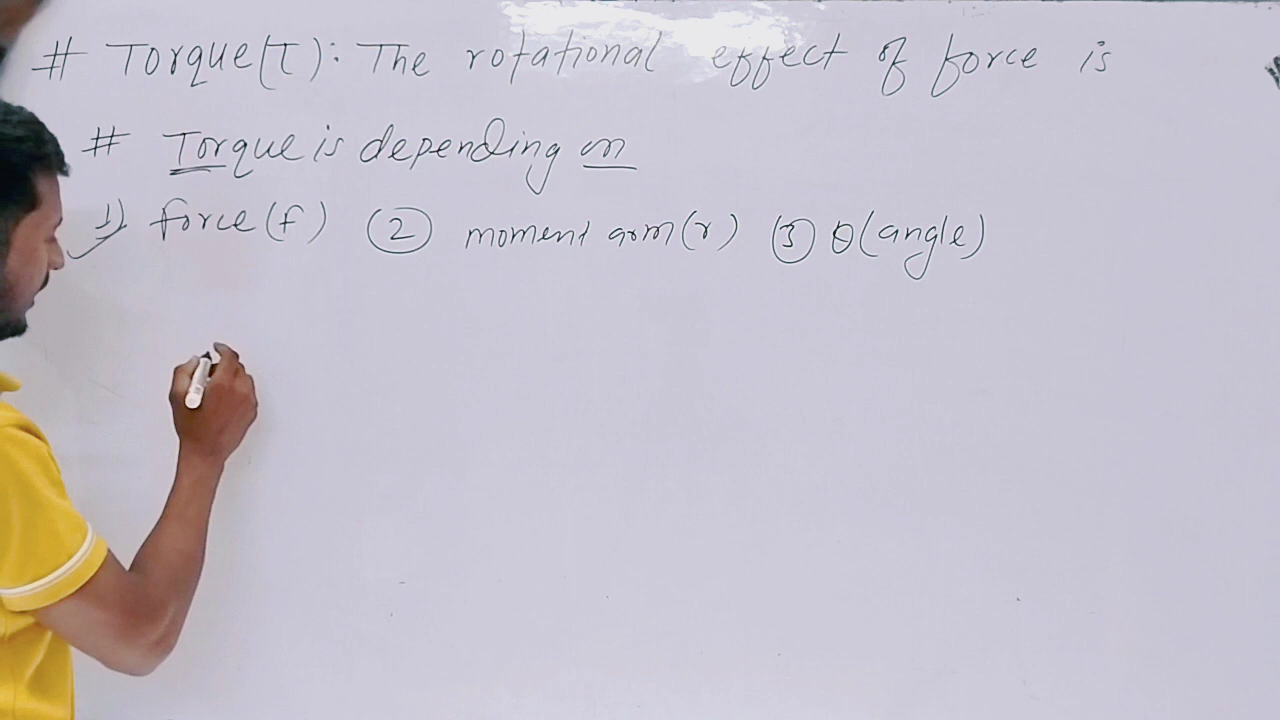 # Torque(τ): The rotational effect of force is
# Torque is depending on
1) force(f) (2) moment arm(r) (3) θ(angle)